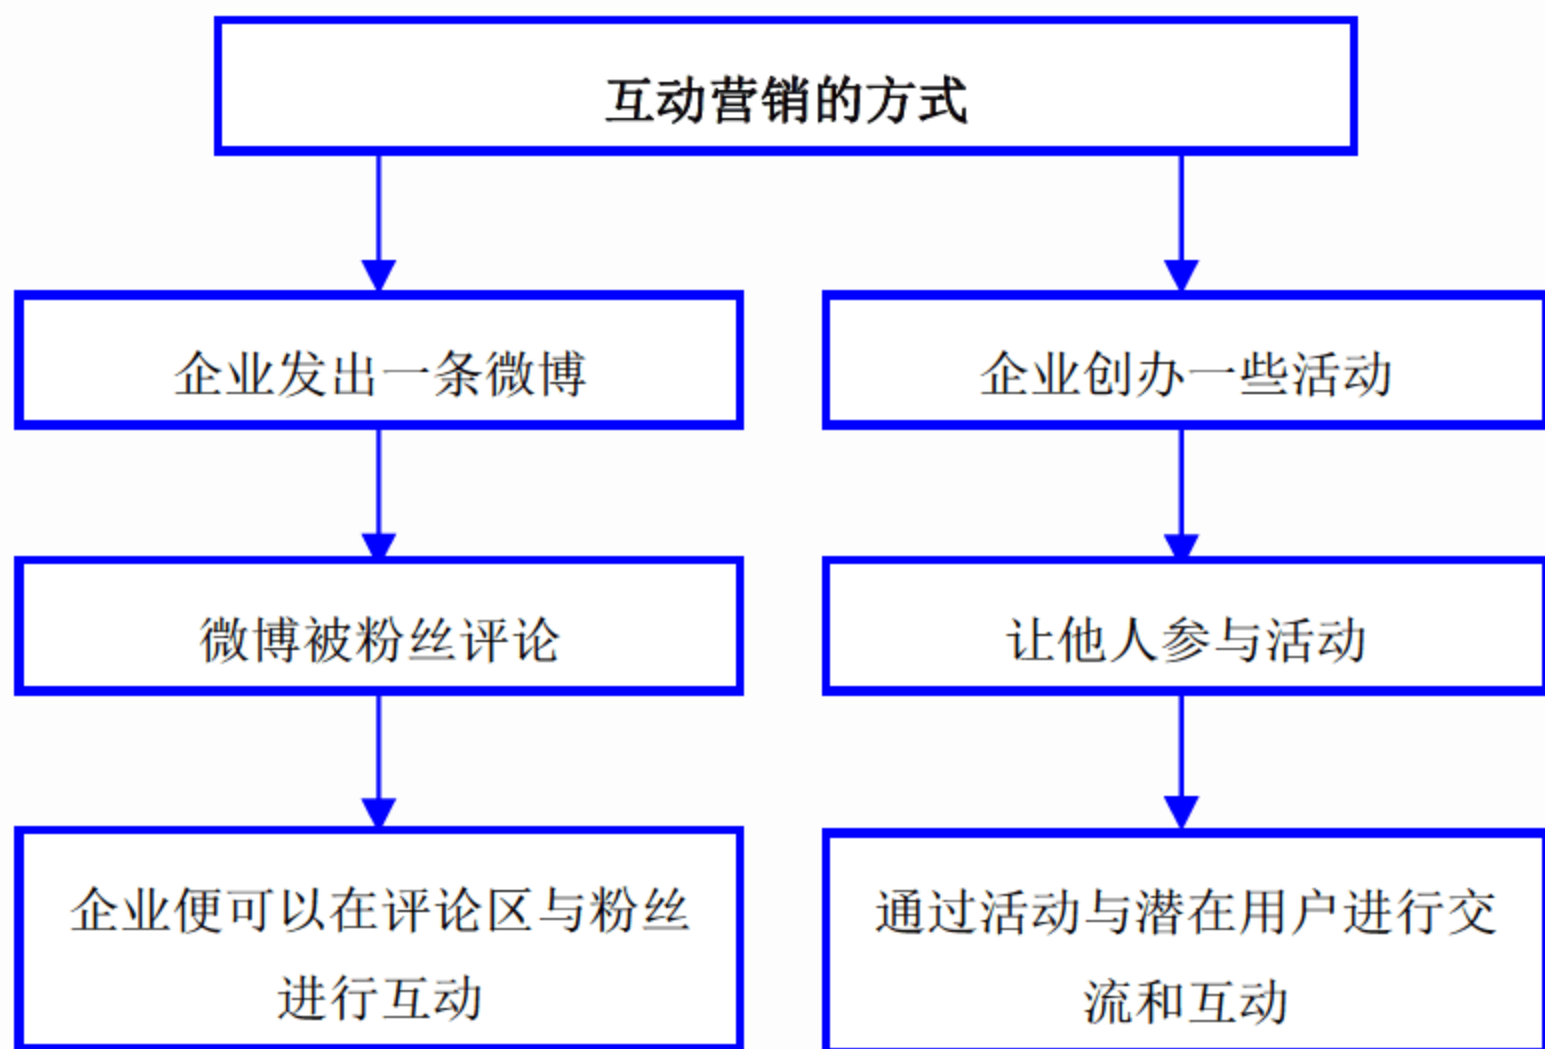 互动营销的方式
企业发出一条微博
企业创办一些活动
微博被粉丝评论
让他人参与活动
企业便可以在评论区与粉丝
进行互动
通过活动与潜在用户进行交
流和互动